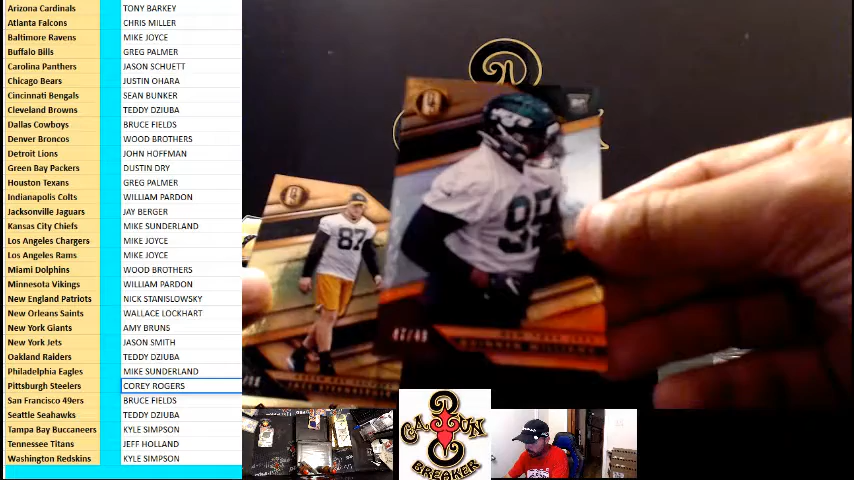 Arizona Cardinals TONY BARKEY
Atlanta Falcons CHRIS MILLER
Baltimore Ravens MIKE JOYCE
Buffalo Bills GREG PALMER
Carolina Panthers JASON SCHUETT
Chicago Bears JUSTIN OHARA
Cincinnati Bengals SEAN BUNKER
Cleveland Browns TEDDY DZIUBA
Dallas Cowboys BRUCE FIELDS
Denver Broncos WOOD BROTHERS
Detroit Lions JOHN HOFFMAN
Green Bay Packers DUSTIN DRY
Houston Texans GREG PALMER
Indianapolis Colts WILLIAM PARDON
Jacksonville Jaguars JAY BERGER
Kansas City Chiefs MIKE SUNDERLAND
Los Angeles Chargers MIKE JOYCE
Los Angeles Rams MIKE JOYCE
Miami Dolphins WOOD BROTHERS
Minnesota Vikings WILLIAM PARDON
New England Patriots NICK STANISLOWSKY
New Orleans Saints WALLACE LOCKHART
New York Giants AMY BRUNS
New York Jets JASON SMITH
Oakland Raiders TEDDY DZIUBA
Philadelphia Eagles MIKE SUNDERLAND
Pittsburgh Steelers COREY ROGERS
San Francisco 49ers BRUCE FIELDS
Seattle Seahawks TEDDY DZIUBA
Tampa Bay Buccaneers KYLE SIMPSON
Tennessee Titans JEFF HOLLAND
Washington Redskins KYLE SIMPSON
87
95
CAJUN
BREAKER